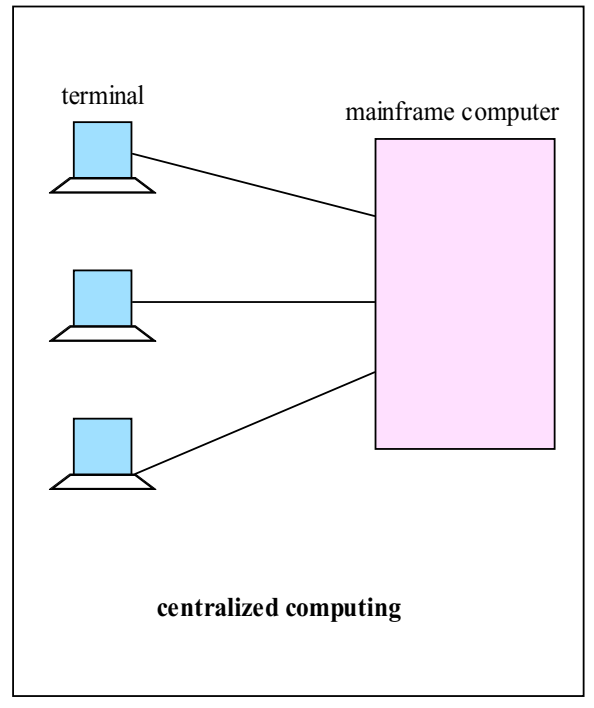 terminal
mainframe computer
centralized computing